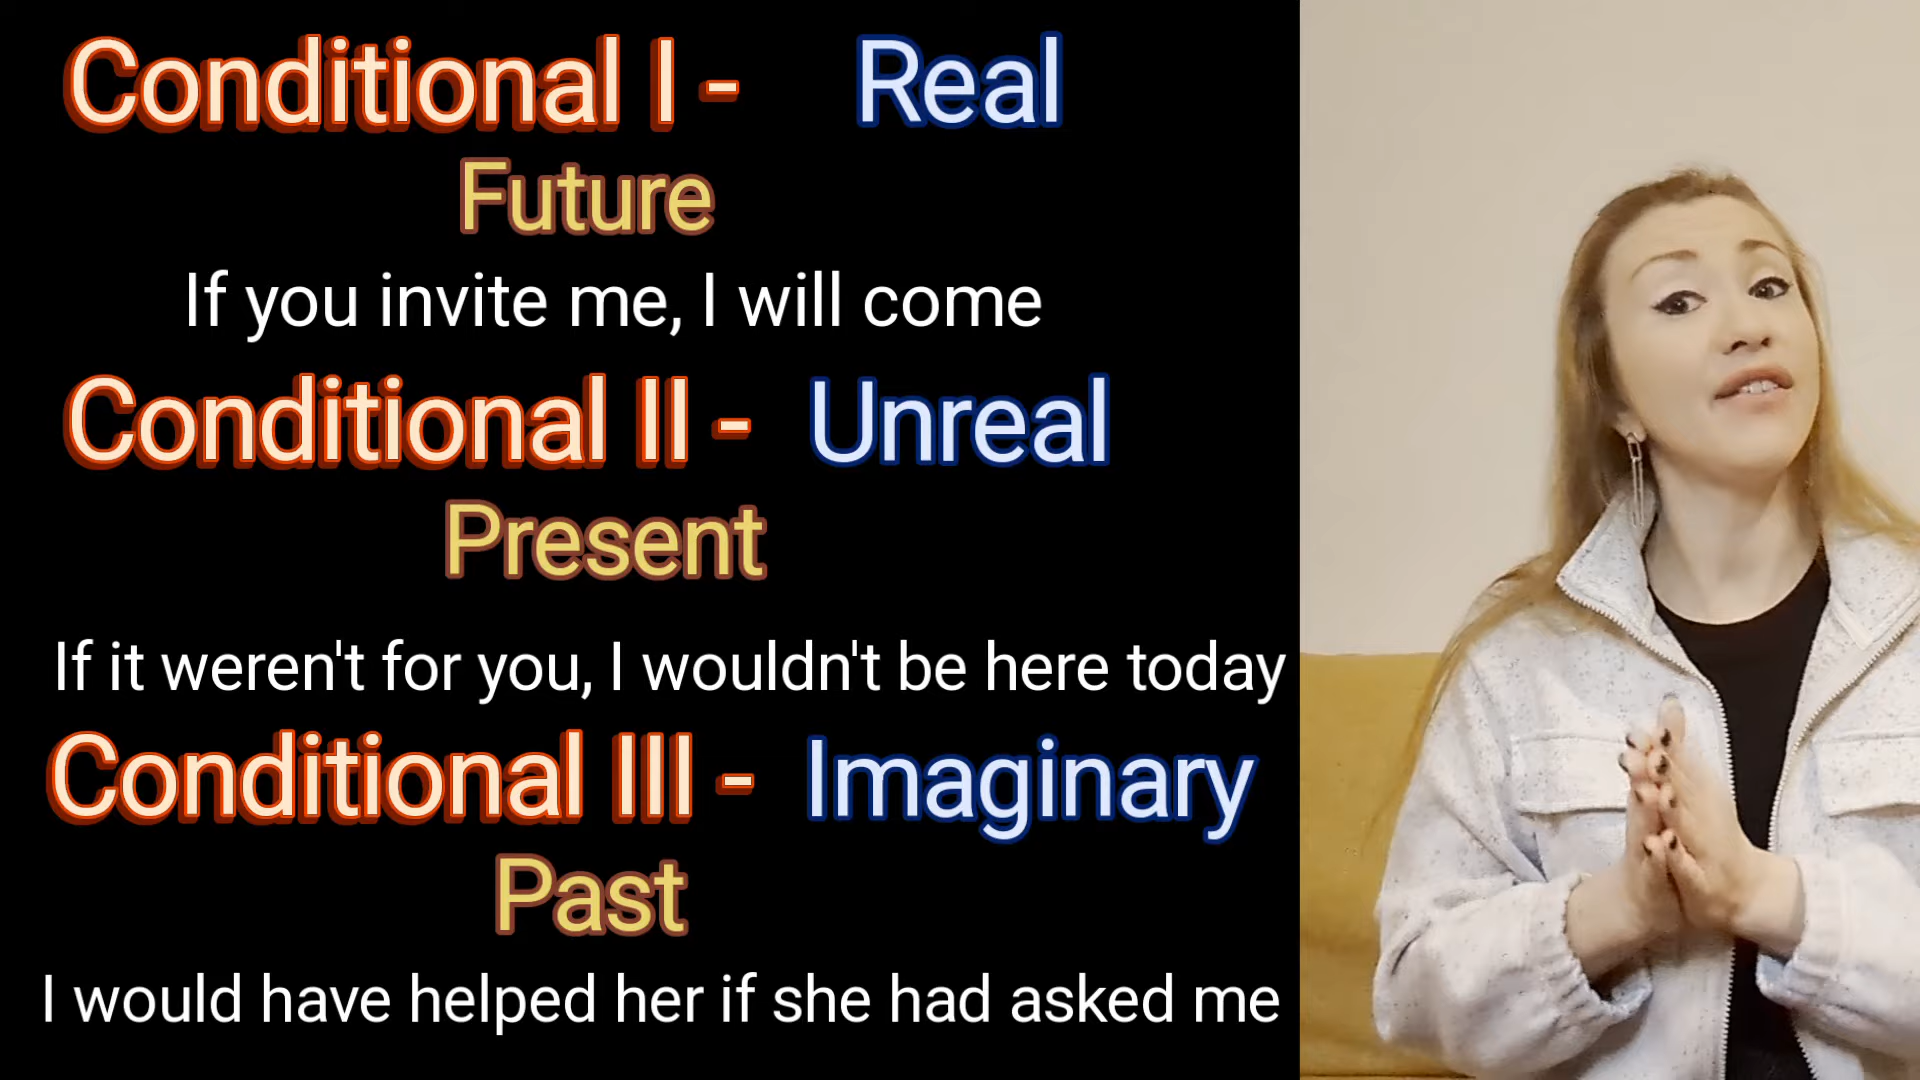 Conditional I - Real
Future
If you invite me, I will come
Conditional II - Unreal
Present
If it weren't for you, I wouldn't be here today
Conditional III - Imaginary
Past
I would have helped her if she had asked me